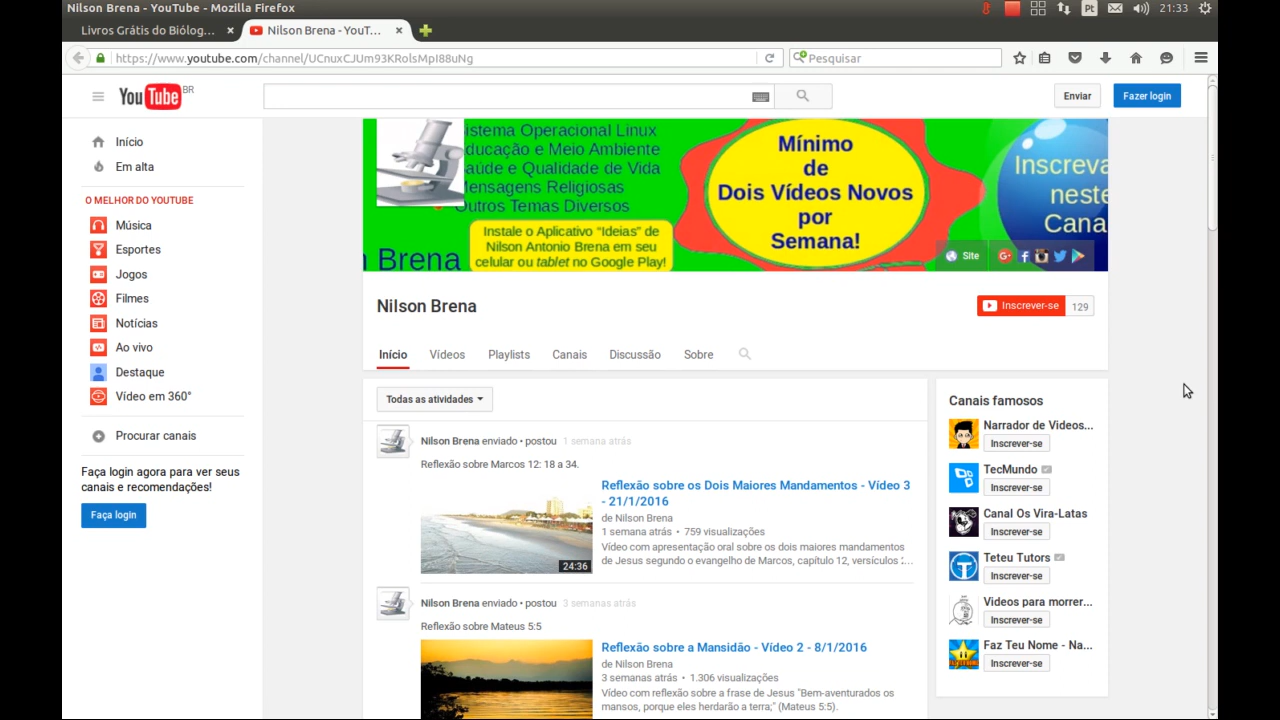 Nilson Brena - YouTube - Mozilla Firefox
Pt
21:33
Livros Grátis do Biólog...
Nilson Brena - YouT...
https://www.youtube.com/channel/UCnuxCJUm93KRolsMpI88uNg
Pesquisar
YouTube BR
Enviar
Fazer login
Início
Em alta
O MELHOR DO YOUTUBE
Música
Esportes
Jogos
Filmes
Notícias
Ao vivo
Destaque
Vídeo em 360°
Procurar canais
Faça login agora para ver seus
canais e recomendações!
Faça login
istema Operacional Linux
ducação e Meio Ambiente
aúde e Qualidade de Vida
Mensagens Religiosas
Outros Temas Diversos
Instale o Aplicativo “Ideias” de
Nilson Antonio Brena em seu
celular ou tablet no Google Play!
n Brena
Mínimo
de
Dois Vídeos Novos
por
Semana!
Inscreva
neste
Cana
Site
Nilson Brena
Inscrever-se 129
Início Vídeos Playlists Canais Discussão Sobre
Todas as atividades
Nilson Brena enviado • postou 1 semana atrás
Reflexão sobre Marcos 12: 18 a 34.
24:36
Reflexão sobre os Dois Maiores Mandamentos - Vídeo 3
- 21/1/2016
de Nilson Brena
1 semana atrás • 759 visualizações
Vídeo com apresentação oral sobre os dois maiores mandamentos
de Jesus segundo o evangelho de Marcos, capítulo 12, versículos :...
Nilson Brena enviado • postou 3 semanas atrás
Reflexão sobre Mateus 5:5
Reflexão sobre a Mansidão - Vídeo 2 - 8/1/2016
de Nilson Brena
3 semanas atrás • 1.306 visualizações
Vídeo com reflexão sobre a frase de Jesus "Bem-aventurados os
mansos, porque eles herdarão a terra;" (Mateus 5:5).
Canais famosos
Narrador de Videos...
Inscrever-se
TecMundo
Inscrever-se
Canal Os Vira-Latas
Inscrever-se
Teteu Tutors
Inscrever-se
Videos para morrer...
Inscrever-se
Faz Teu Nome - Na...
Inscrever-se